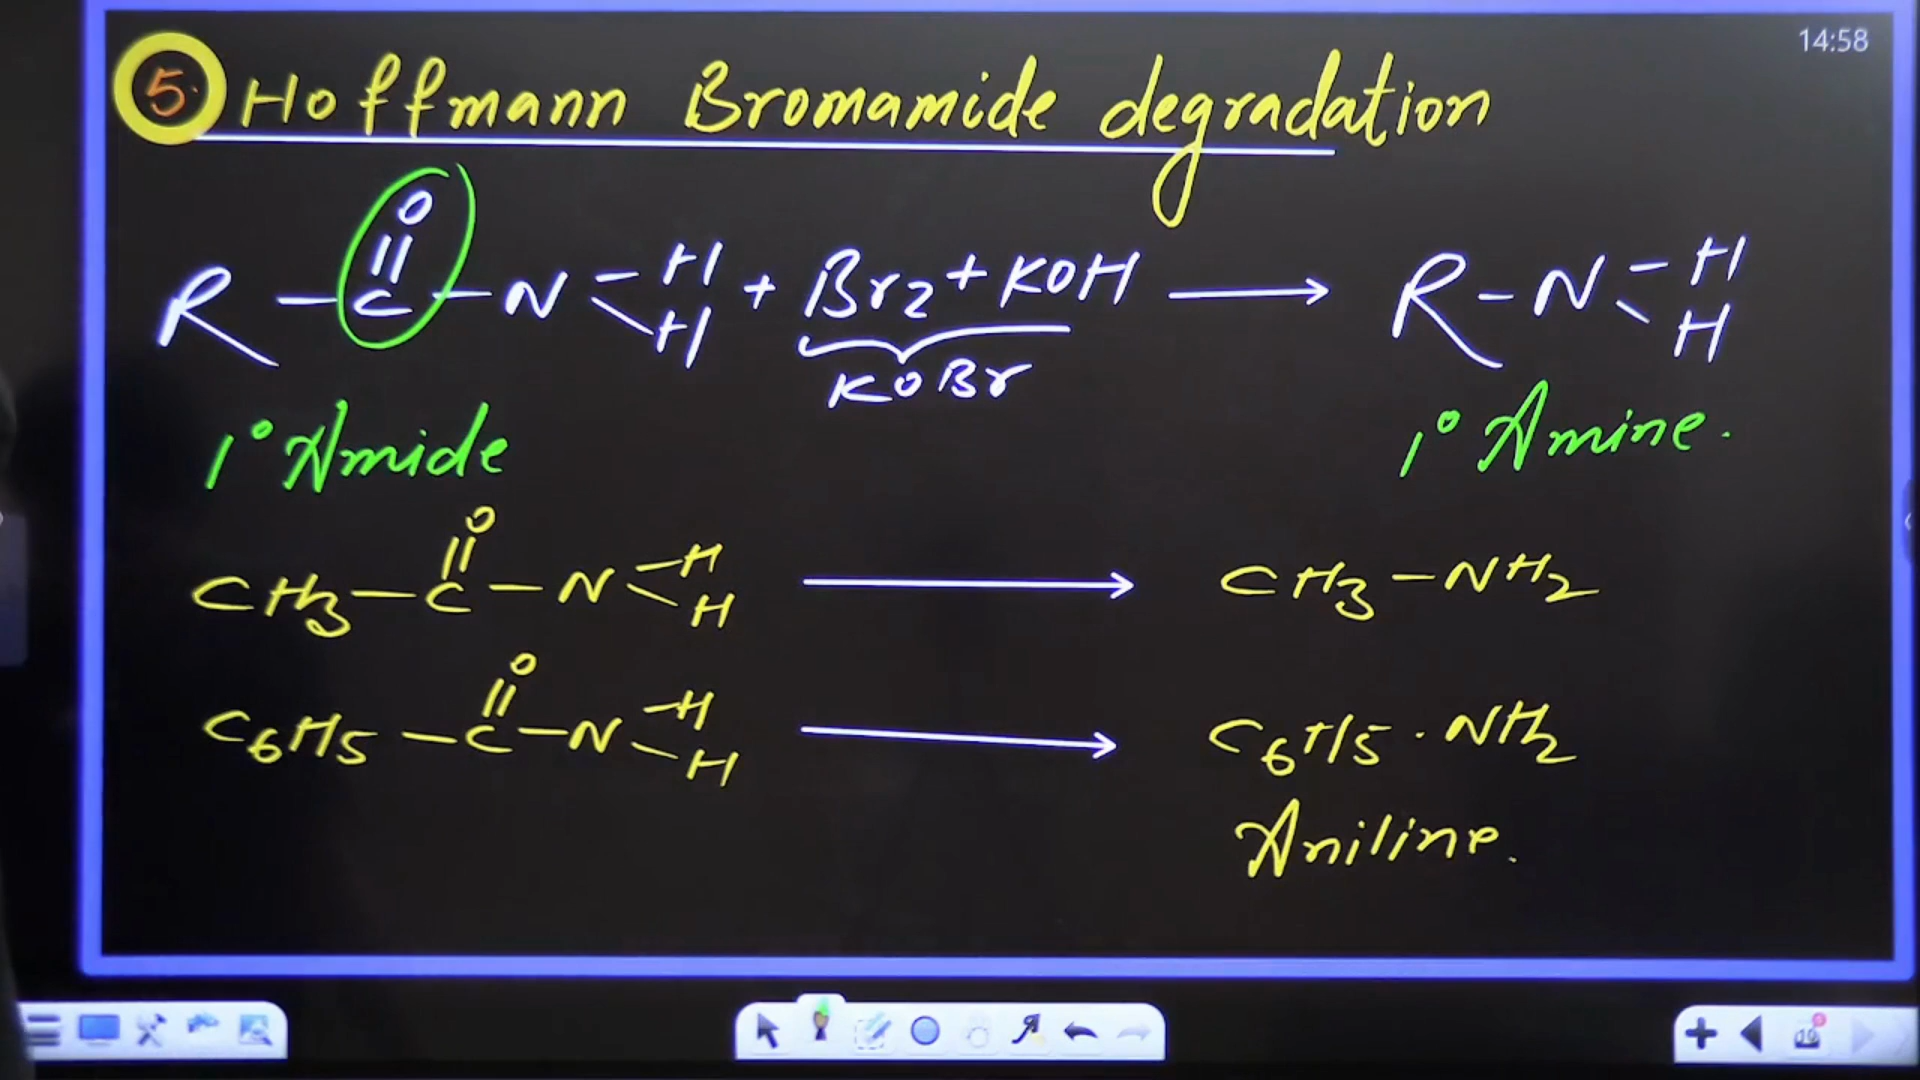 14:58
5. Hoffmann Bromamide degradation
O
R - C - N - H + Br2 + KOH → R - N - H
H H
KOBr
1° Amide 1° Amine.
O
CH3 - C - N - H → CH3 - NH2
H
O
C6H5 - C - N - H → C6H5 . NH2
H
Aniline.